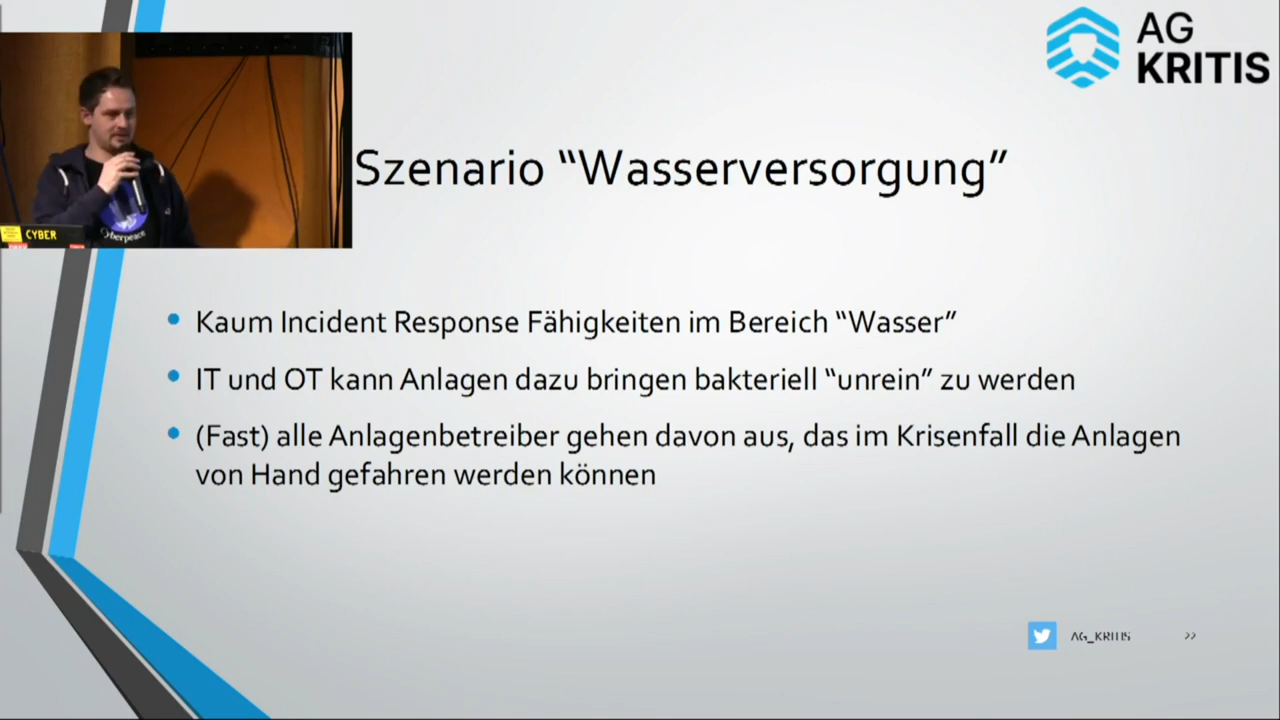 AG
KRITIS
Szenario “Wasserversorgung”
CYBER
Cyberpeace
Kaum Incident Response Fähigkeiten im Bereich “Wasser”
IT und OT kann Anlagen dazu bringen bakteriell “unrein” zu werden
(Fast) alle Anlagenbetreiber gehen davon aus, das im Krisenfall die Anlagen
von Hand gefahren werden können
AG_KRITIS